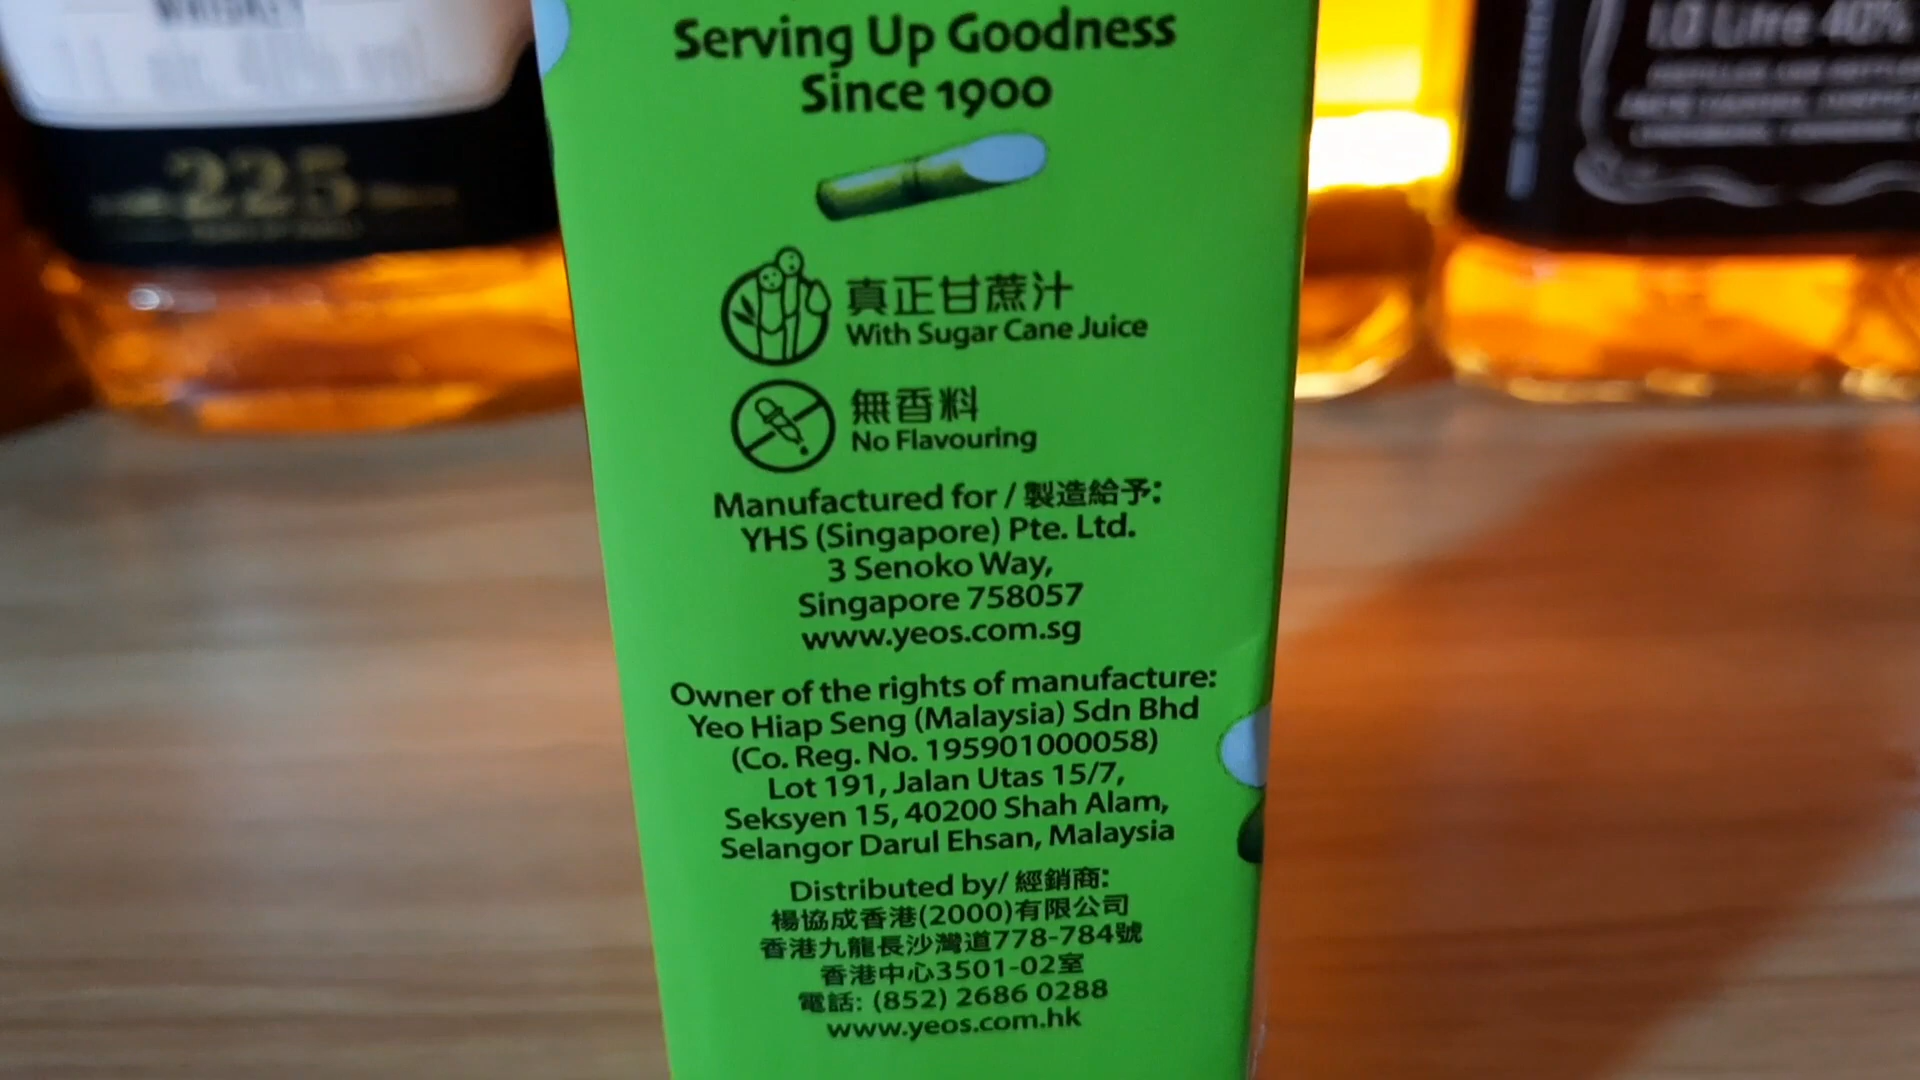 WHISKEY
225
1.0 Litre 40%
Serving Up Goodness
Since 1900
真正甘蔗汁
With Sugar Cane Juice
無香料
No Flavouring
Manufactured for / 製造給予:
YHS (Singapore) Pte. Ltd.
3 Senoko Way,
Singapore 758057
www.yeos.com.sg
Owner of the rights of manufacture:
Yeo Hiap Seng (Malaysia) Sdn Bhd
(Co. Reg. No. 195901000058)
Lot 191, Jalan Utas 15/7,
Seksyen 15, 40200 Shah Alam,
Selangor Darul Ehsan, Malaysia
Distributed by/ 經銷商:
楊協成香港(2000)有限公司
香港九龍長沙灣道778-784號
香港中心3501-02室
電話: (852) 2686 0288
www.yeos.com.hk